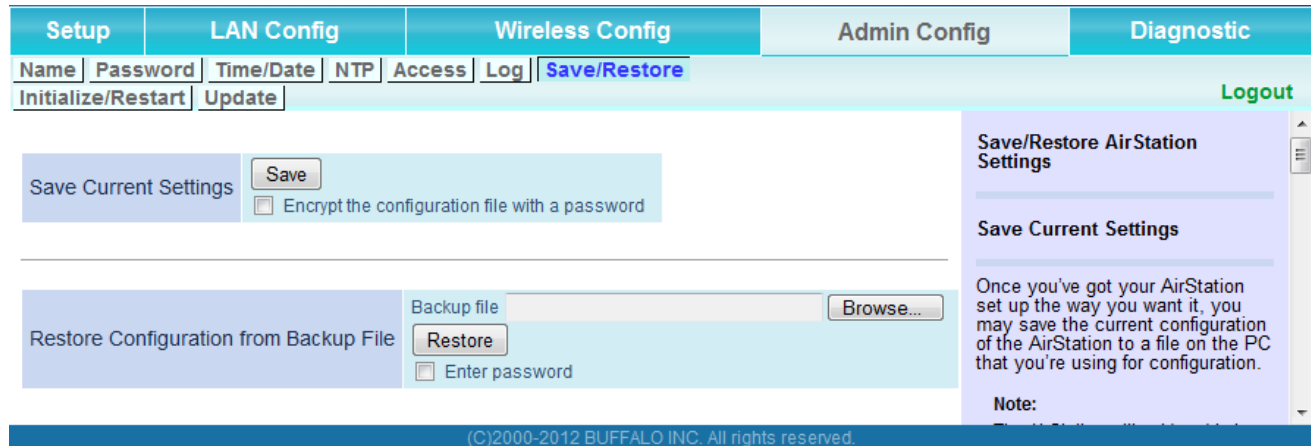 Setup LAN Config Wireless Config Admin Config Diagnostic
Name Password Time/Date NTP Access Log Save/Restore
Initialize/Restart Update
Logout
Save Current Settings
Save
Encrypt the configuration file with a password
Restore Configuration from Backup File
Backup file Browse...
Restore
Enter password
Save/Restore AirStation
Settings
Save Current Settings
Once you've got your AirStation
set up the way you want it, you
may save the current configuration
of the AirStation to a file on the PC
that you're using for configuration.
Note:
(C)2000-2012 BUFFALO INC. All rights reserved.